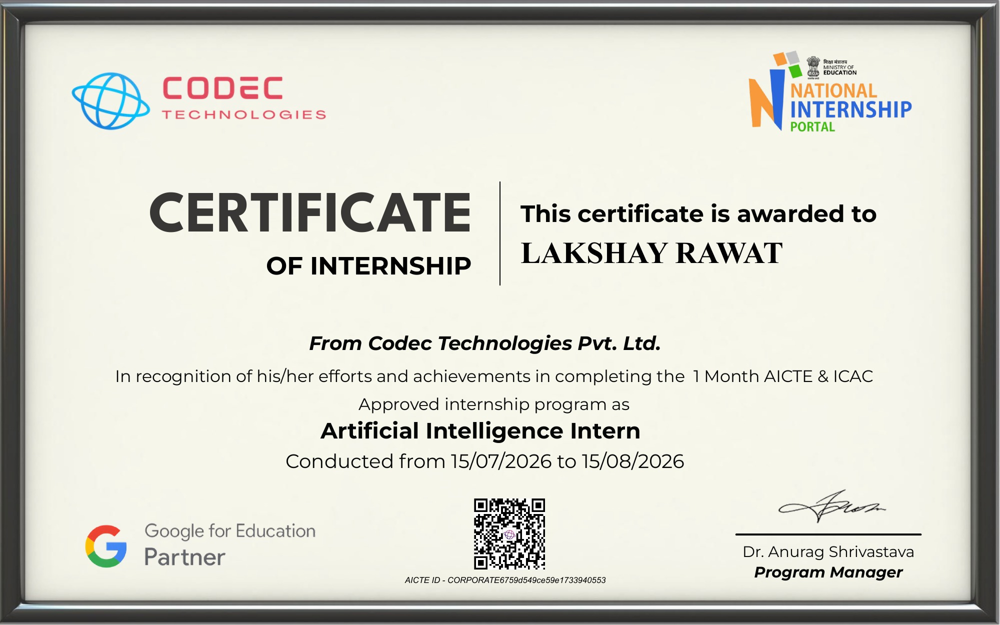 CODEC
TECHNOLOGIES
शिक्षा मंत्रालय
MINISTRY OF
EDUCATION
NATIONAL
INTERNSHIP
PORTAL
CERTIFICATE
OF INTERNSHIP
This certificate is awarded to
LAKSHAY RAWAT
From Codec Technologies Pvt. Ltd.
In recognition of his/her efforts and achievements in completing the 1 Month AICTE & ICAC
Approved internship program as
Artificial Intelligence Intern
Conducted from 15/07/2026 to 15/08/2026
Google for Education
Partner
AICTE ID - CORPORATE6759d549ce59e1733940553
Dr. Anurag Shrivastava
Program Manager